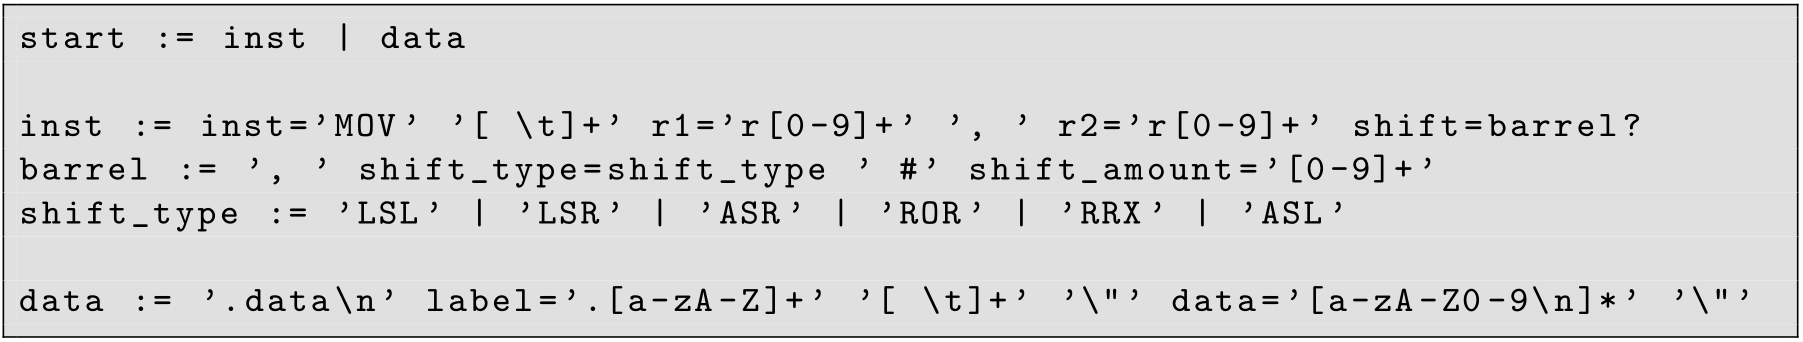 start := inst | data
inst := inst=’MOV’ ’[ \t]+’ r1=’r[0-9]+’ ’, ’ r2=’r[0-9]+’ shift=barrel?
barrel := ’, ’ shift_type=shift_type ’ #’ shift_amount=’[0-9]+’
shift_type := ’LSL’ | ’LSR’ | ’ASR’ | ’ROR’ | ’RRX’ | ’ASL’
data := ’.data\n’ label=’.[a-zA-Z]+’ ’[ \t]+’ ’\"’ data=’[a-zA-Z0-9\n]*’ ’\"’